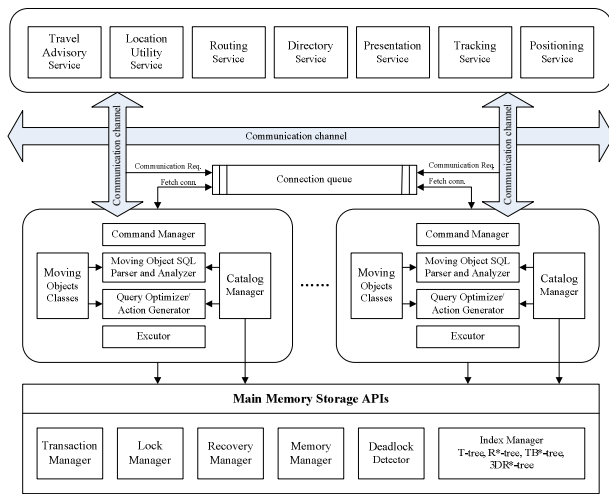 Travel
Advisory
Service
Location
Utility
Service
Routing
Service
Directory
Service
Presentation
Service
Tracking
Service
Positioning
Service
Communication channel
Communication channel
Communication channel
Communication Req.
Communication Req.
Connection queue
Fetch conn.
Fetch conn.
Command Manager
Moving
Objects
Classes
Moving Object SQL
Parser and Analyzer
Query Optimizer/
Action Generator
Catalog
Manager
Excutor
......
Command Manager
Moving
Objects
Classes
Moving Object SQL
Parser and Analyzer
Query Optimizer/
Action Generator
Catalog
Manager
Excutor
Main Memory Storage APIs
Transaction
Manager
Lock
Manager
Recovery
Manager
Memory
Manager
Deadlock
Detector
Index Manager
T-tree, R*-tree, TB*-tree,
3DR*-tree